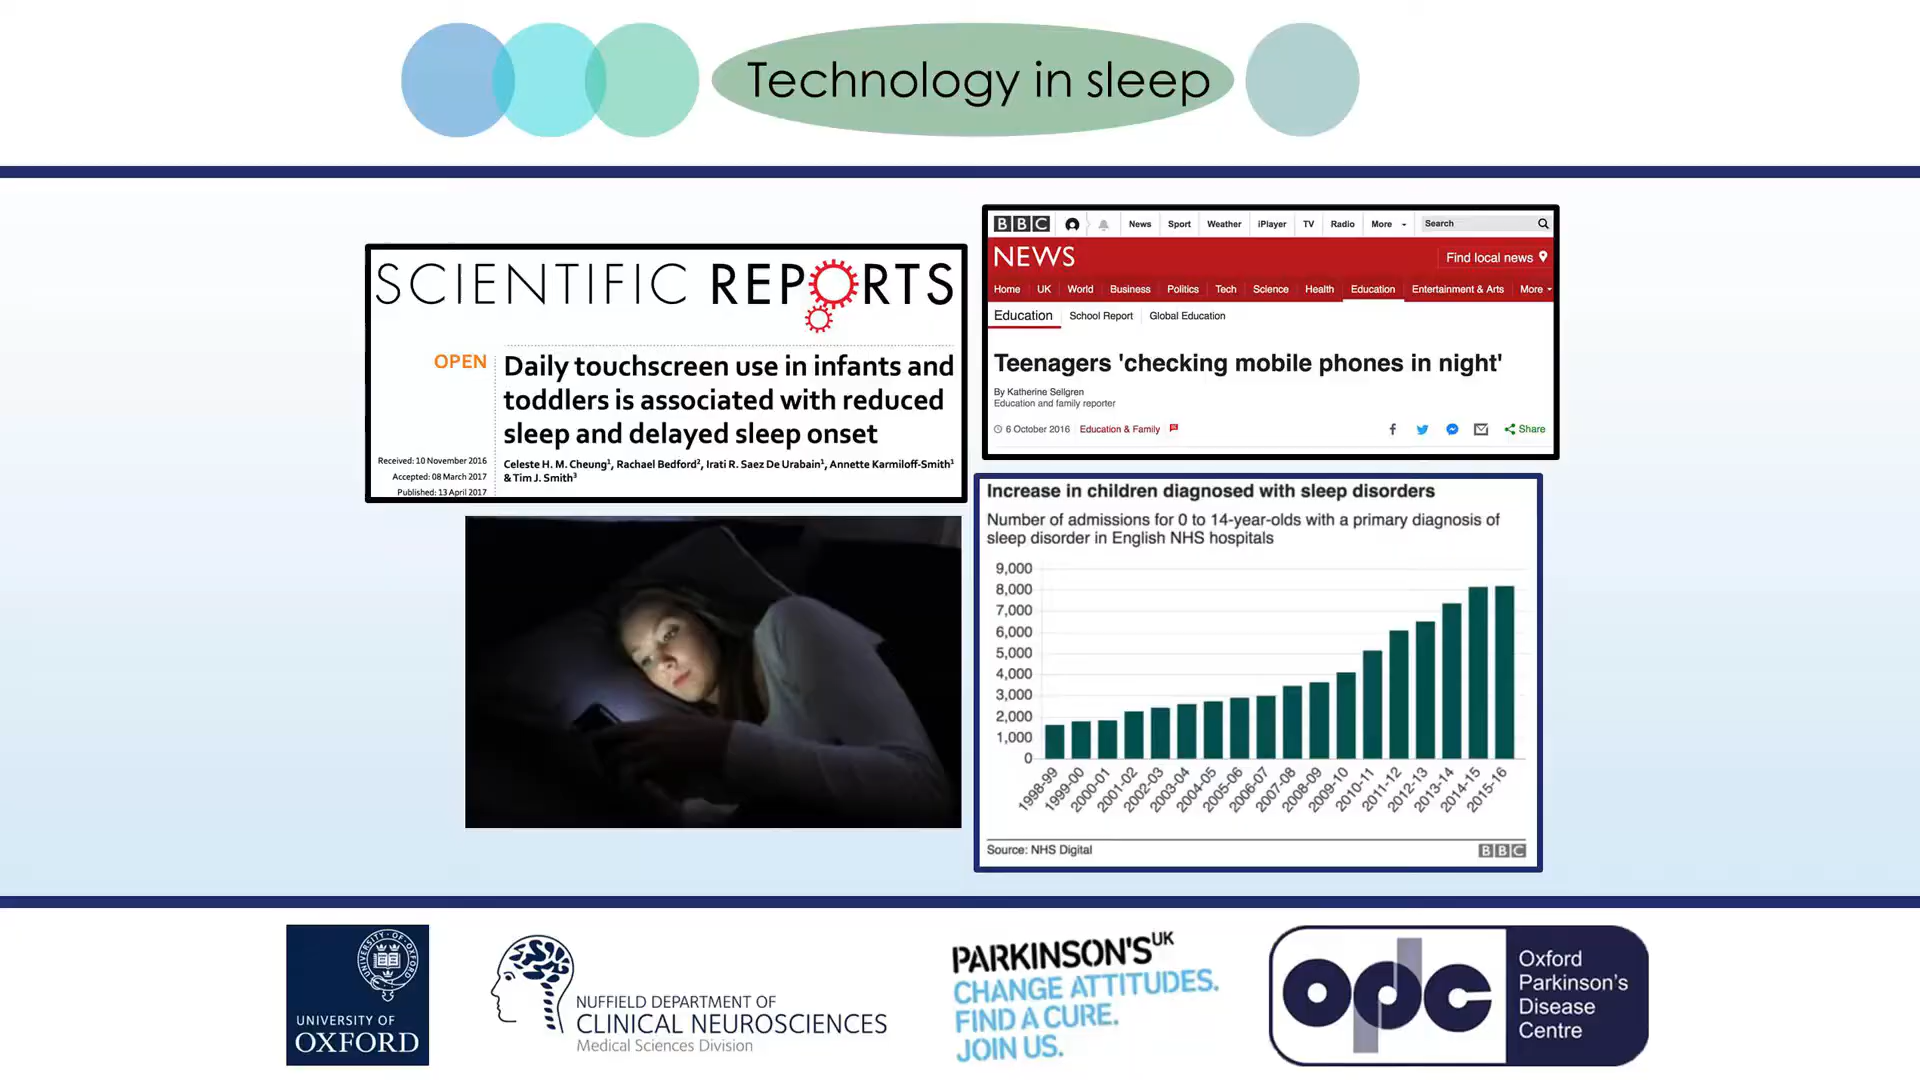 Technology in sleep
SCIENTIFIC REPORTS
OPEN
Daily touchscreen use in infants and
toddlers is associated with reduced
sleep and delayed sleep onset
Received: 10 November 2016
Accepted: 08 March 2017
Published: 13 April 2017
Celeste H. M. Cheung¹, Rachael Bedford², Irati R. Saez De Urabain¹, Annette Karmiloff-Smith¹
& Tim J. Smith³
BBC News Sport Weather iPlayer TV Radio More Search
NEWS
Find local news
Home UK World Business Politics Tech Science Health Education Entertainment & Arts More
Education School Report Global Education
Teenagers 'checking mobile phones in night'
By Katherine Sellgren
Education and family reporter
6 October 2016 Education & Family
Share
Increase in children diagnosed with sleep disorders
Number of admissions for 0 to 14-year-olds with a primary diagnosis of
sleep disorder in English NHS hospitals
9,000
8,000
7,000
6,000
5,000
4,000
3,000
2,000
1,000
0
1998-99 1999-00 2000-01 2001-02 2002-03 2003-04 2004-05 2005-06 2006-07 2007-08 2008-09 2009-10 2010-11 2011-12 2012-13 2013-14 2014-15 2015-16
Source: NHS Digital
BBC
UNIVERSITY OF
OXFORD
NUFFIELD DEPARTMENT OF
CLINICAL NEUROSCIENCES
Medical Sciences Division
PARKINSON'S UK
CHANGE ATTITUDES.
FIND A CURE.
JOIN US.
opdc
Oxford
Parkinson's
Disease
Centre